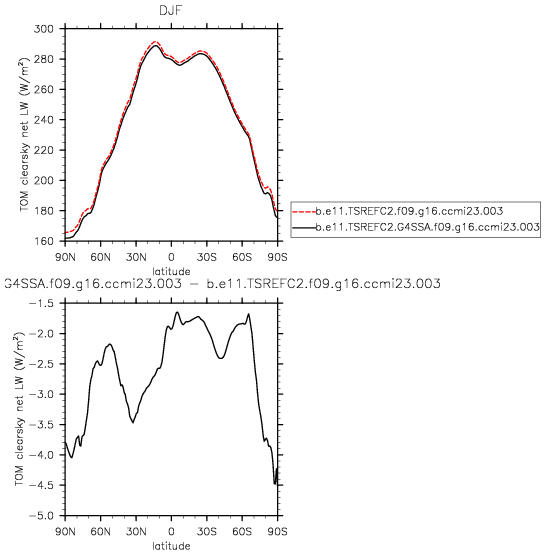 DJF
TOM clearsky net LW (W/m²)
300
280
260
240
220
200
180
160
90N 60N 30N 0 30S 60S 90S
latitude
b.e11.TSREFC2.f09.g16.ccmi23.003
b.e11.TSREFC2.G4SSA.f09.g16.ccmi23.003
G4SSA.f09.g16.ccmi23.003 − b.e11.TSREFC2.f09.g16.ccmi23.003
TOM clearsky net LW (W/m²)
−1.5
−2.0
−2.5
−3.0
−3.5
−4.0
−4.5
−5.0
90N 60N 30N 0 30S 60S 90S
latitude